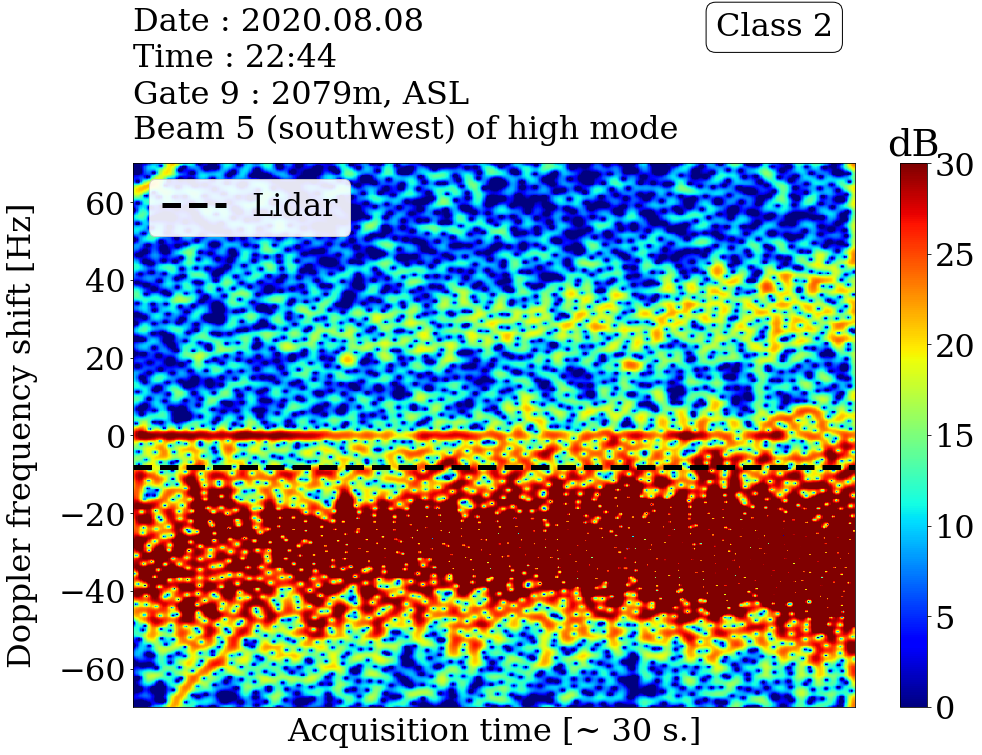 Date : 2020.08.08
Time : 22:44
Gate 9 : 2079m, ASL
Beam 5 (southwest) of high mode
Class 2
dB
Lidar
60
40
20
0
−20
−40
−60
Doppler frequency shift [Hz]
Acquisition time [~ 30 s.]
30
25
20
15
10
5
0